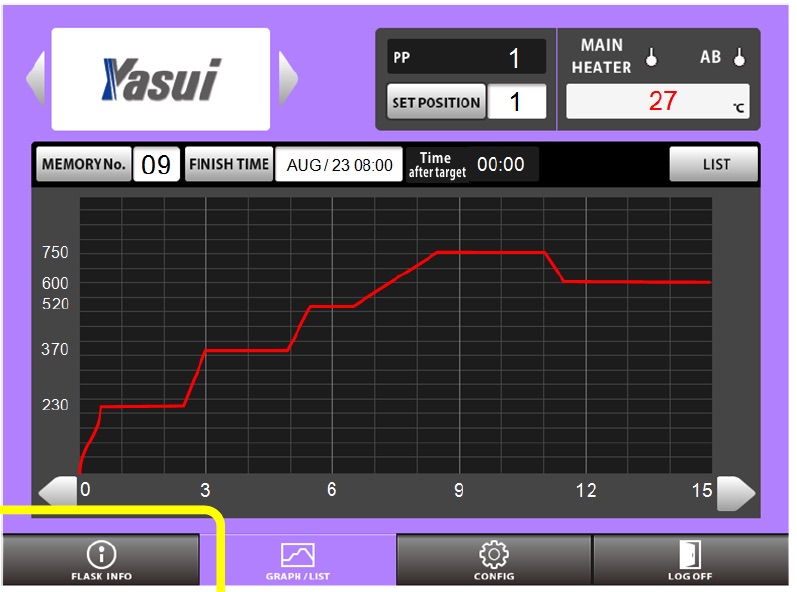 Yasui
PP 1
SET POSITION 1
MAIN HEATER
AB
27 ℃
MEMORY No. 09 FINISH TIME AUG / 23 08:00 Time after target 00:00 LIST
750
600
520
370
230
0 3 6 9 12 15
FLASK INFO GRAPH / LIST CONFIG LOG OFF